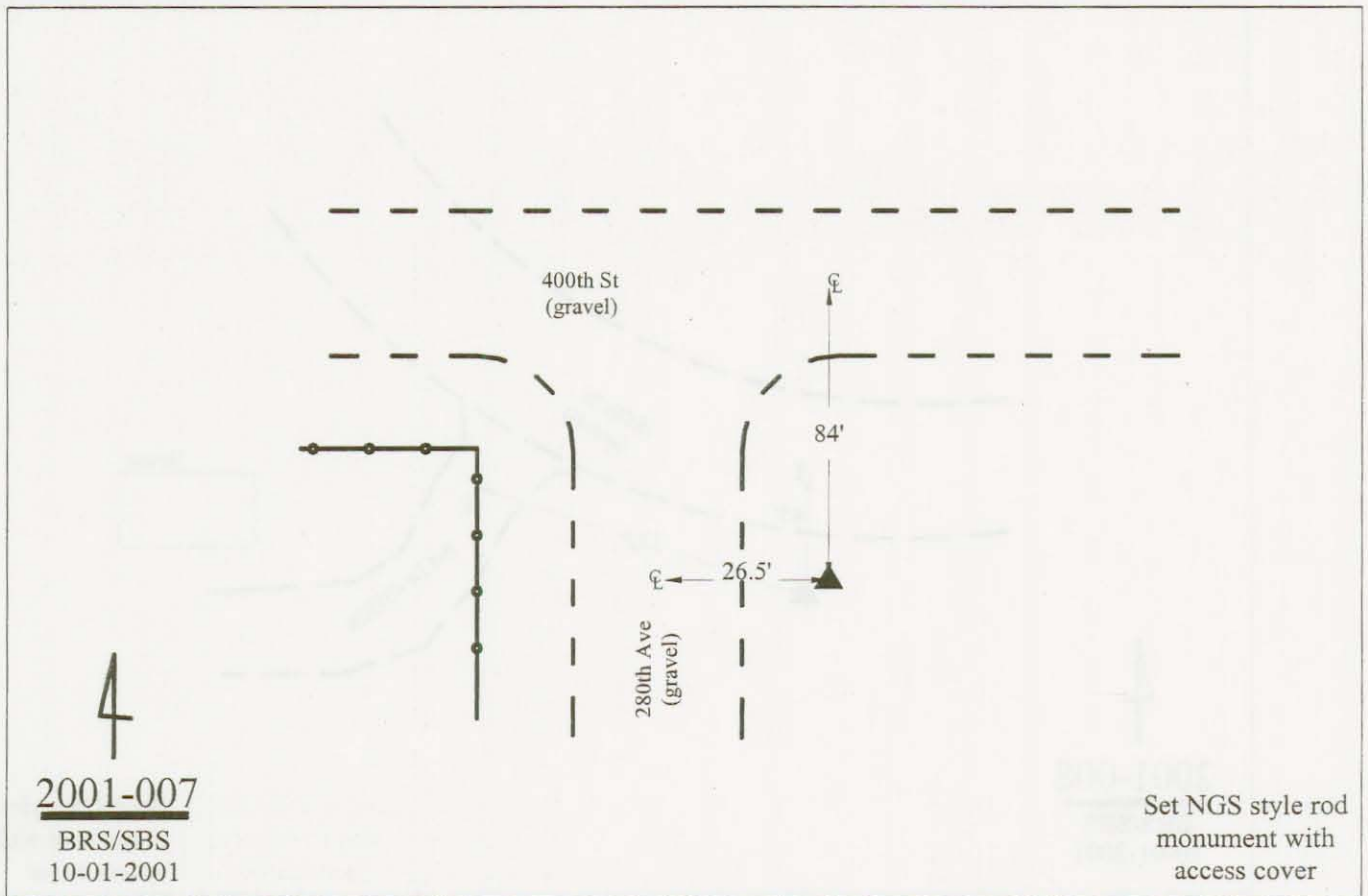 400th St
(gravel)
℄
84'
℄
26.5'
280th Ave
(gravel)
2001-007
BRS/SBS
10-01-2001
Set NGS style rod
monument with
access cover